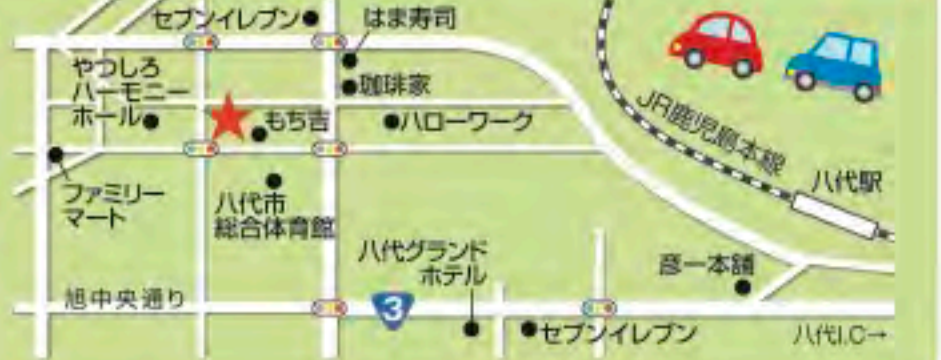 セブンイレブン
はま寿司
やつしろ
ハーモニー
ホール
珈琲家
もち吉
ハローワーク
JR鹿児島本線
八代駅
ファミリー
マート
八代市
総合体育館
八代グランド
ホテル
彦一本舗
旭中央通り
3
セブンイレブン
八代I.C→